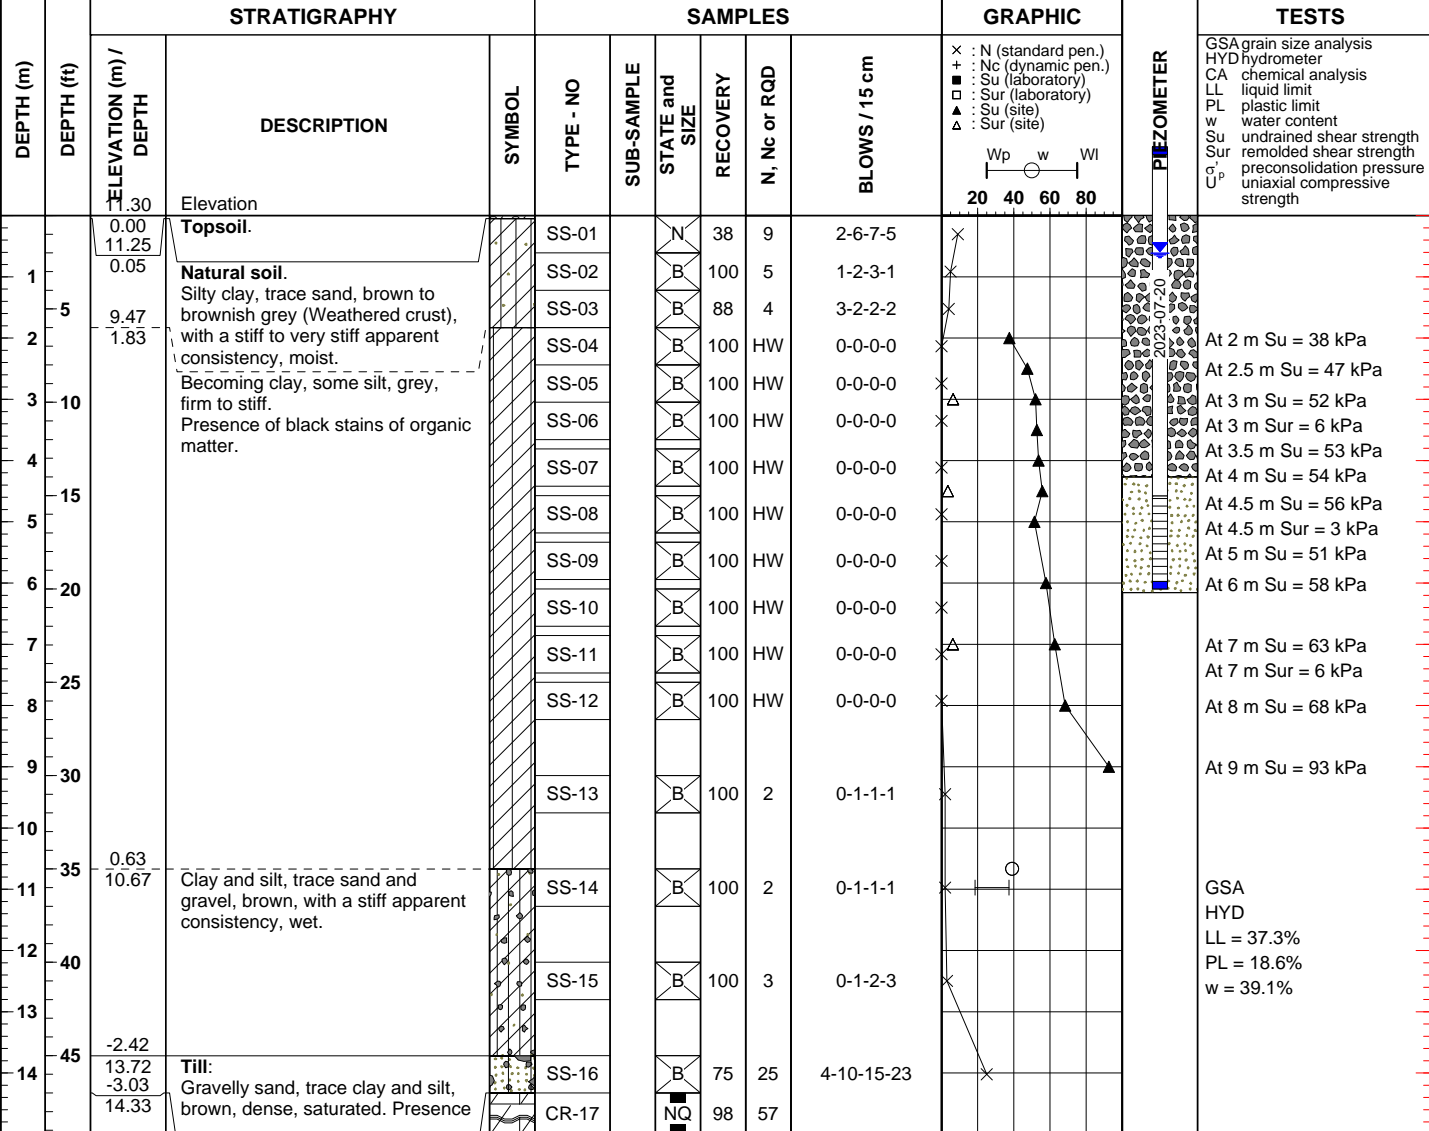 STRATIGRAPHY
SAMPLES
GRAPHIC
TESTS
DEPTH (m)
DEPTH (ft)
ELEVATION (m) /
DEPTH
DESCRIPTION
SYMBOL
TYPE - NO
SUB-SAMPLE
STATE and
SIZE
RECOVERY
N, Nc or RQD
BLOWS / 15 cm
× : N (standard pen.)
+ : Nc (dynamic pen.)
■ : Su (laboratory)
□ : Sur (laboratory)
▲ : Su (site)
△ : Sur (site)
Wp w Wl
20 40 60 80
PIEZOMETER
GSA grain size analysis
HYD hydrometer
CA chemical analysis
LL liquid limit
PL plastic limit
w water content
Su undrained shear strength
Sur remolded shear strength
σ'p preconsolidation pressure
U uniaxial compressive
strength
11.30 Elevation
0.00 Topsoil.
11.25
0.05 Natural soil.
Silty clay, trace sand, brown to
9.47 brownish grey (Weathered crust),
1.83 with a stiff to very stiff apparent
consistency, moist.
Becoming clay, some silt, grey,
firm to stiff.
Presence of black stains of organic
matter.
0.63
10.67 Clay and silt, trace sand and
gravel, brown, with a stiff apparent
consistency, wet.
-2.42
13.72 Till:
-3.03 Gravelly sand, trace clay and silt,
14.33 brown, dense, saturated. Presence
1
2
3
4
5
6
7
8
9
10
11
12
13
14
5
10
15
20
25
30
35
40
45
SS-01 N 38 9 2-6-7-5
SS-02 B 100 5 1-2-3-1
SS-03 B 88 4 3-2-2-2
SS-04 B 100 HW 0-0-0-0
SS-05 B 100 HW 0-0-0-0
SS-06 B 100 HW 0-0-0-0
SS-07 B 100 HW 0-0-0-0
SS-08 B 100 HW 0-0-0-0
SS-09 B 100 HW 0-0-0-0
SS-10 B 100 HW 0-0-0-0
SS-11 B 100 HW 0-0-0-0
SS-12 B 100 HW 0-0-0-0
SS-13 B 100 2 0-1-1-1
SS-14 B 100 2 0-1-1-1
SS-15 B 100 3 0-1-2-3
SS-16 B 75 25 4-10-15-23
CR-17 NQ 98 57
2023-07-20
At 2 m Su = 38 kPa
At 2.5 m Su = 47 kPa
At 3 m Su = 52 kPa
At 3 m Sur = 6 kPa
At 3.5 m Su = 53 kPa
At 4 m Su = 54 kPa
At 4.5 m Su = 56 kPa
At 4.5 m Sur = 3 kPa
At 5 m Su = 51 kPa
At 6 m Su = 58 kPa
At 7 m Su = 63 kPa
At 7 m Sur = 6 kPa
At 8 m Su = 68 kPa
At 9 m Su = 93 kPa
GSA
HYD
LL = 37.3%
PL = 18.6%
w = 39.1%